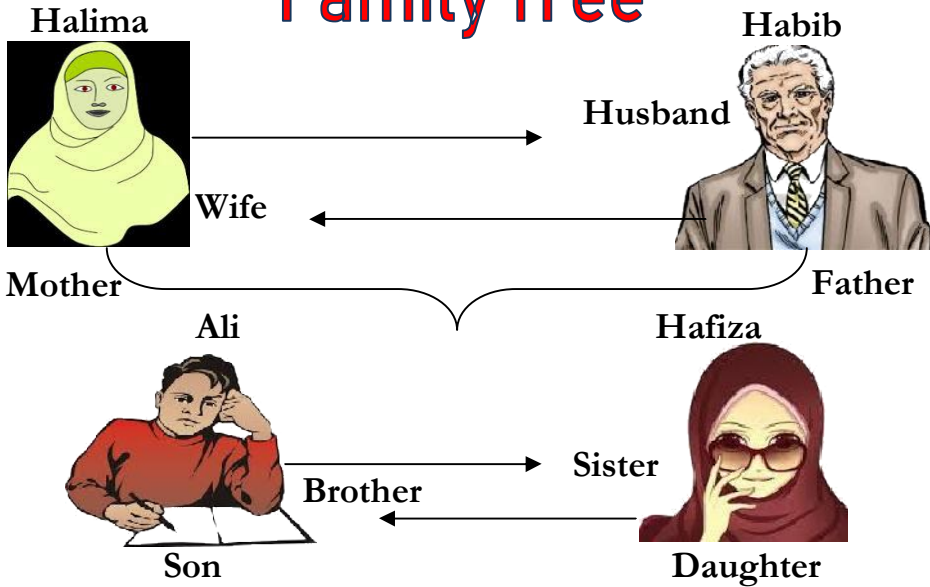 Family Tree
Halima
Habib
Husband
Wife
Mother
Father
Ali
Hafiza
Sister
Brother
Son
Daughter